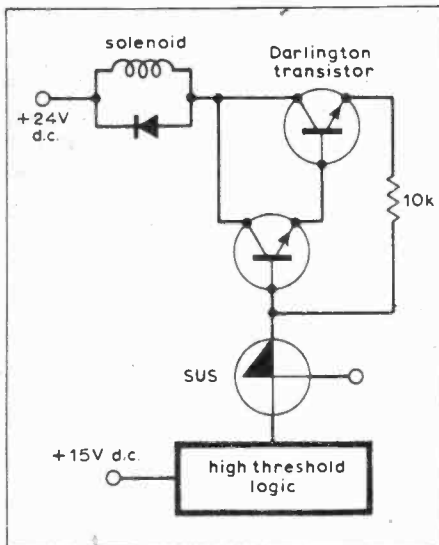 solenoid
Darlington
transistor
+24V
d.c.
10k
SUS
+15V d.c.
high threshold
logic